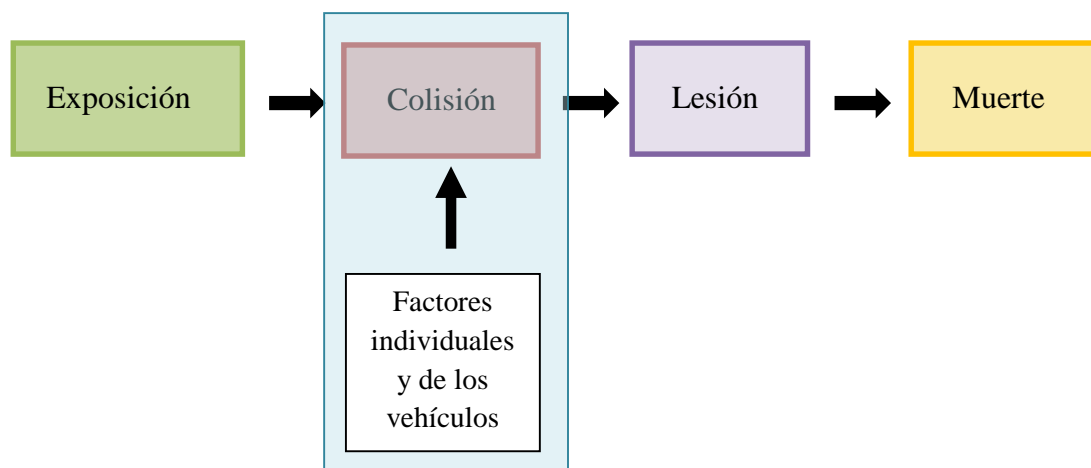 Exposición
Colisión
Lesión
Muerte
Factores
individuales
y de los
vehículos